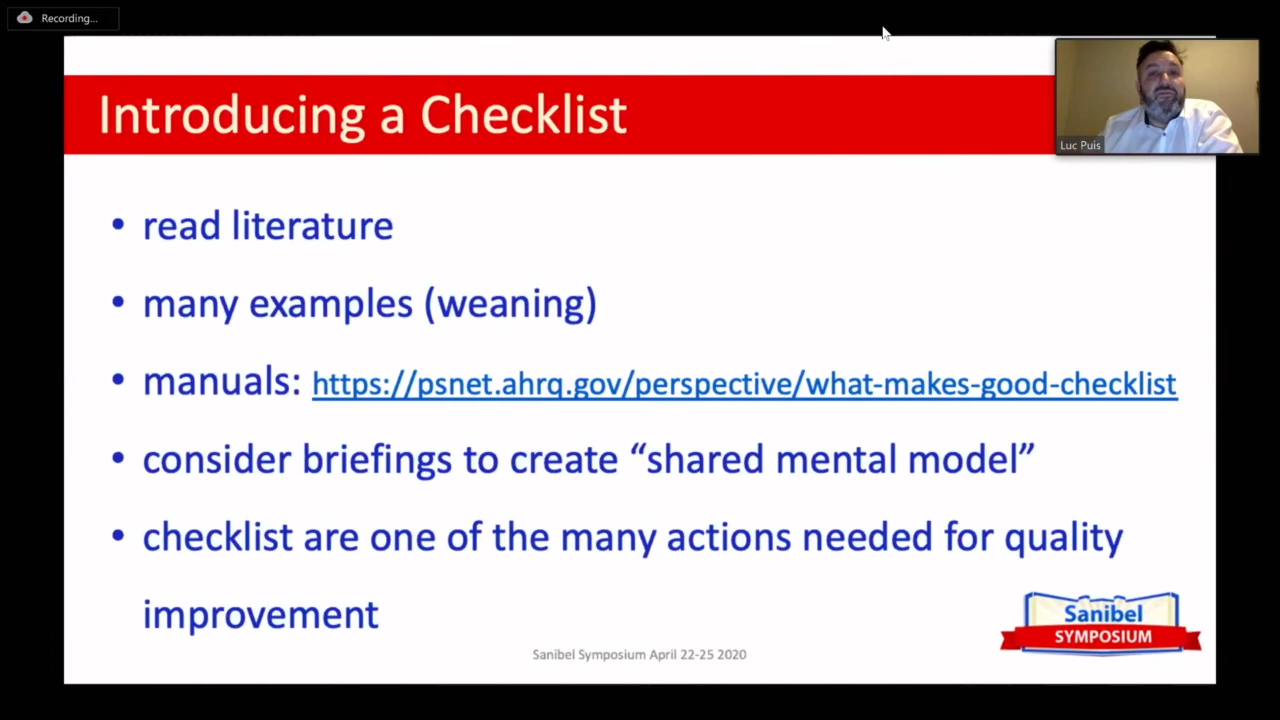 Recording...
Introducing a Checklist
Luc Puis
• read literature
• many examples (weaning)
• manuals: https://psnet.ahrq.gov/perspective/what-makes-good-checklist
• consider briefings to create “shared mental model”
• checklist are one of the many actions needed for quality
improvement
Sanibel
SYMPOSIUM
Sanibel Symposium April 22-25 2020